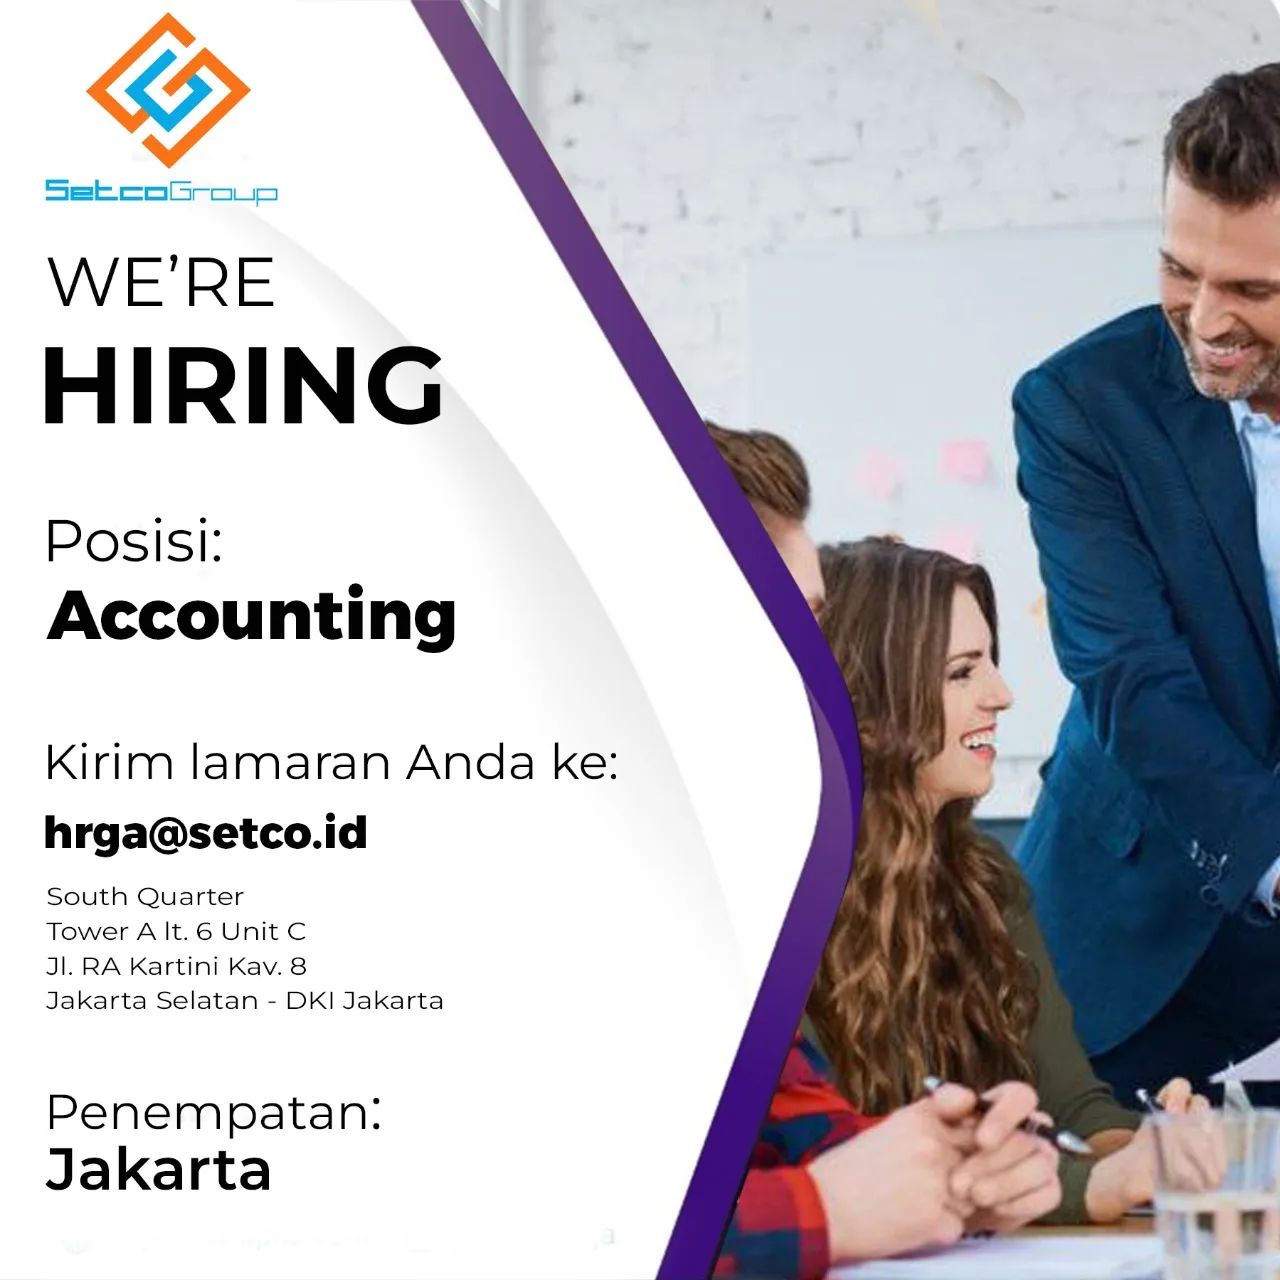 SetcoGroup
WE'RE
HIRING
Posisi:
Accounting
Kirim lamaran Anda ke:
hrga@setco.id
South Quarter
Tower A lt. 6 Unit C
Jl. RA Kartini Kav. 8
Jakarta Selatan - DKI Jakarta
Penempatan:
Jakarta